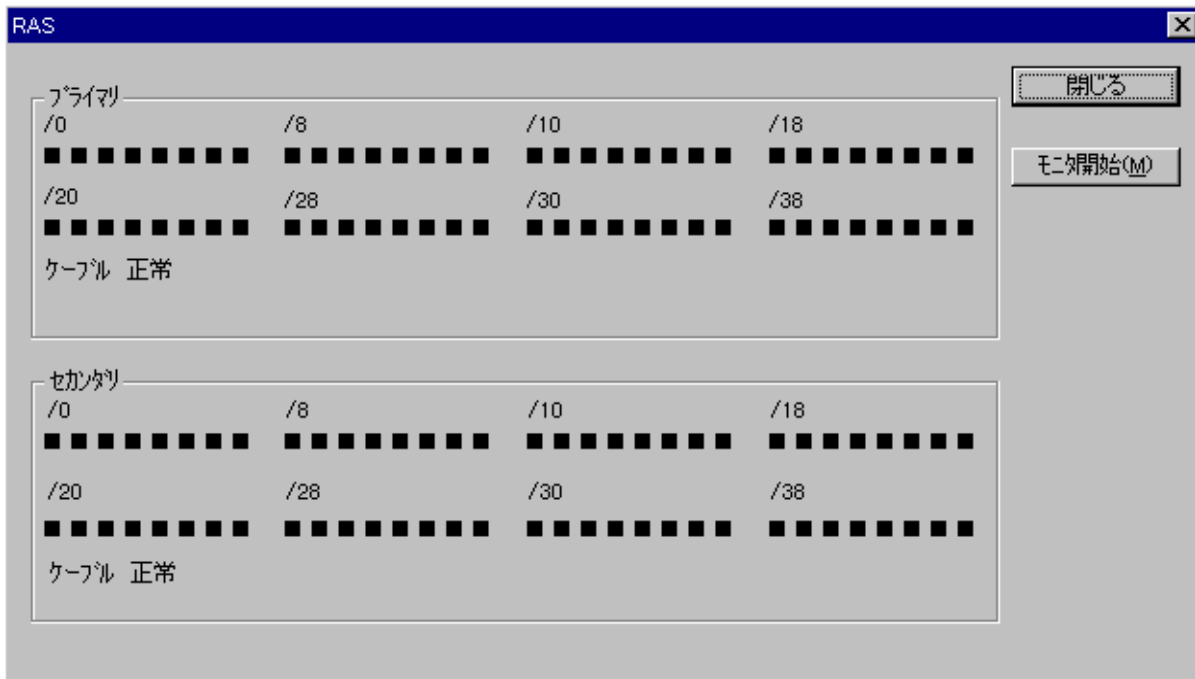 RAS
プライマリ
/0 /8 /10 /18
/20 /28 /30 /38
ケーブル 正常
セカンダリ
/0 /8 /10 /18
/20 /28 /30 /38
ケーブル 正常
閉じる
モニタ開始(M)